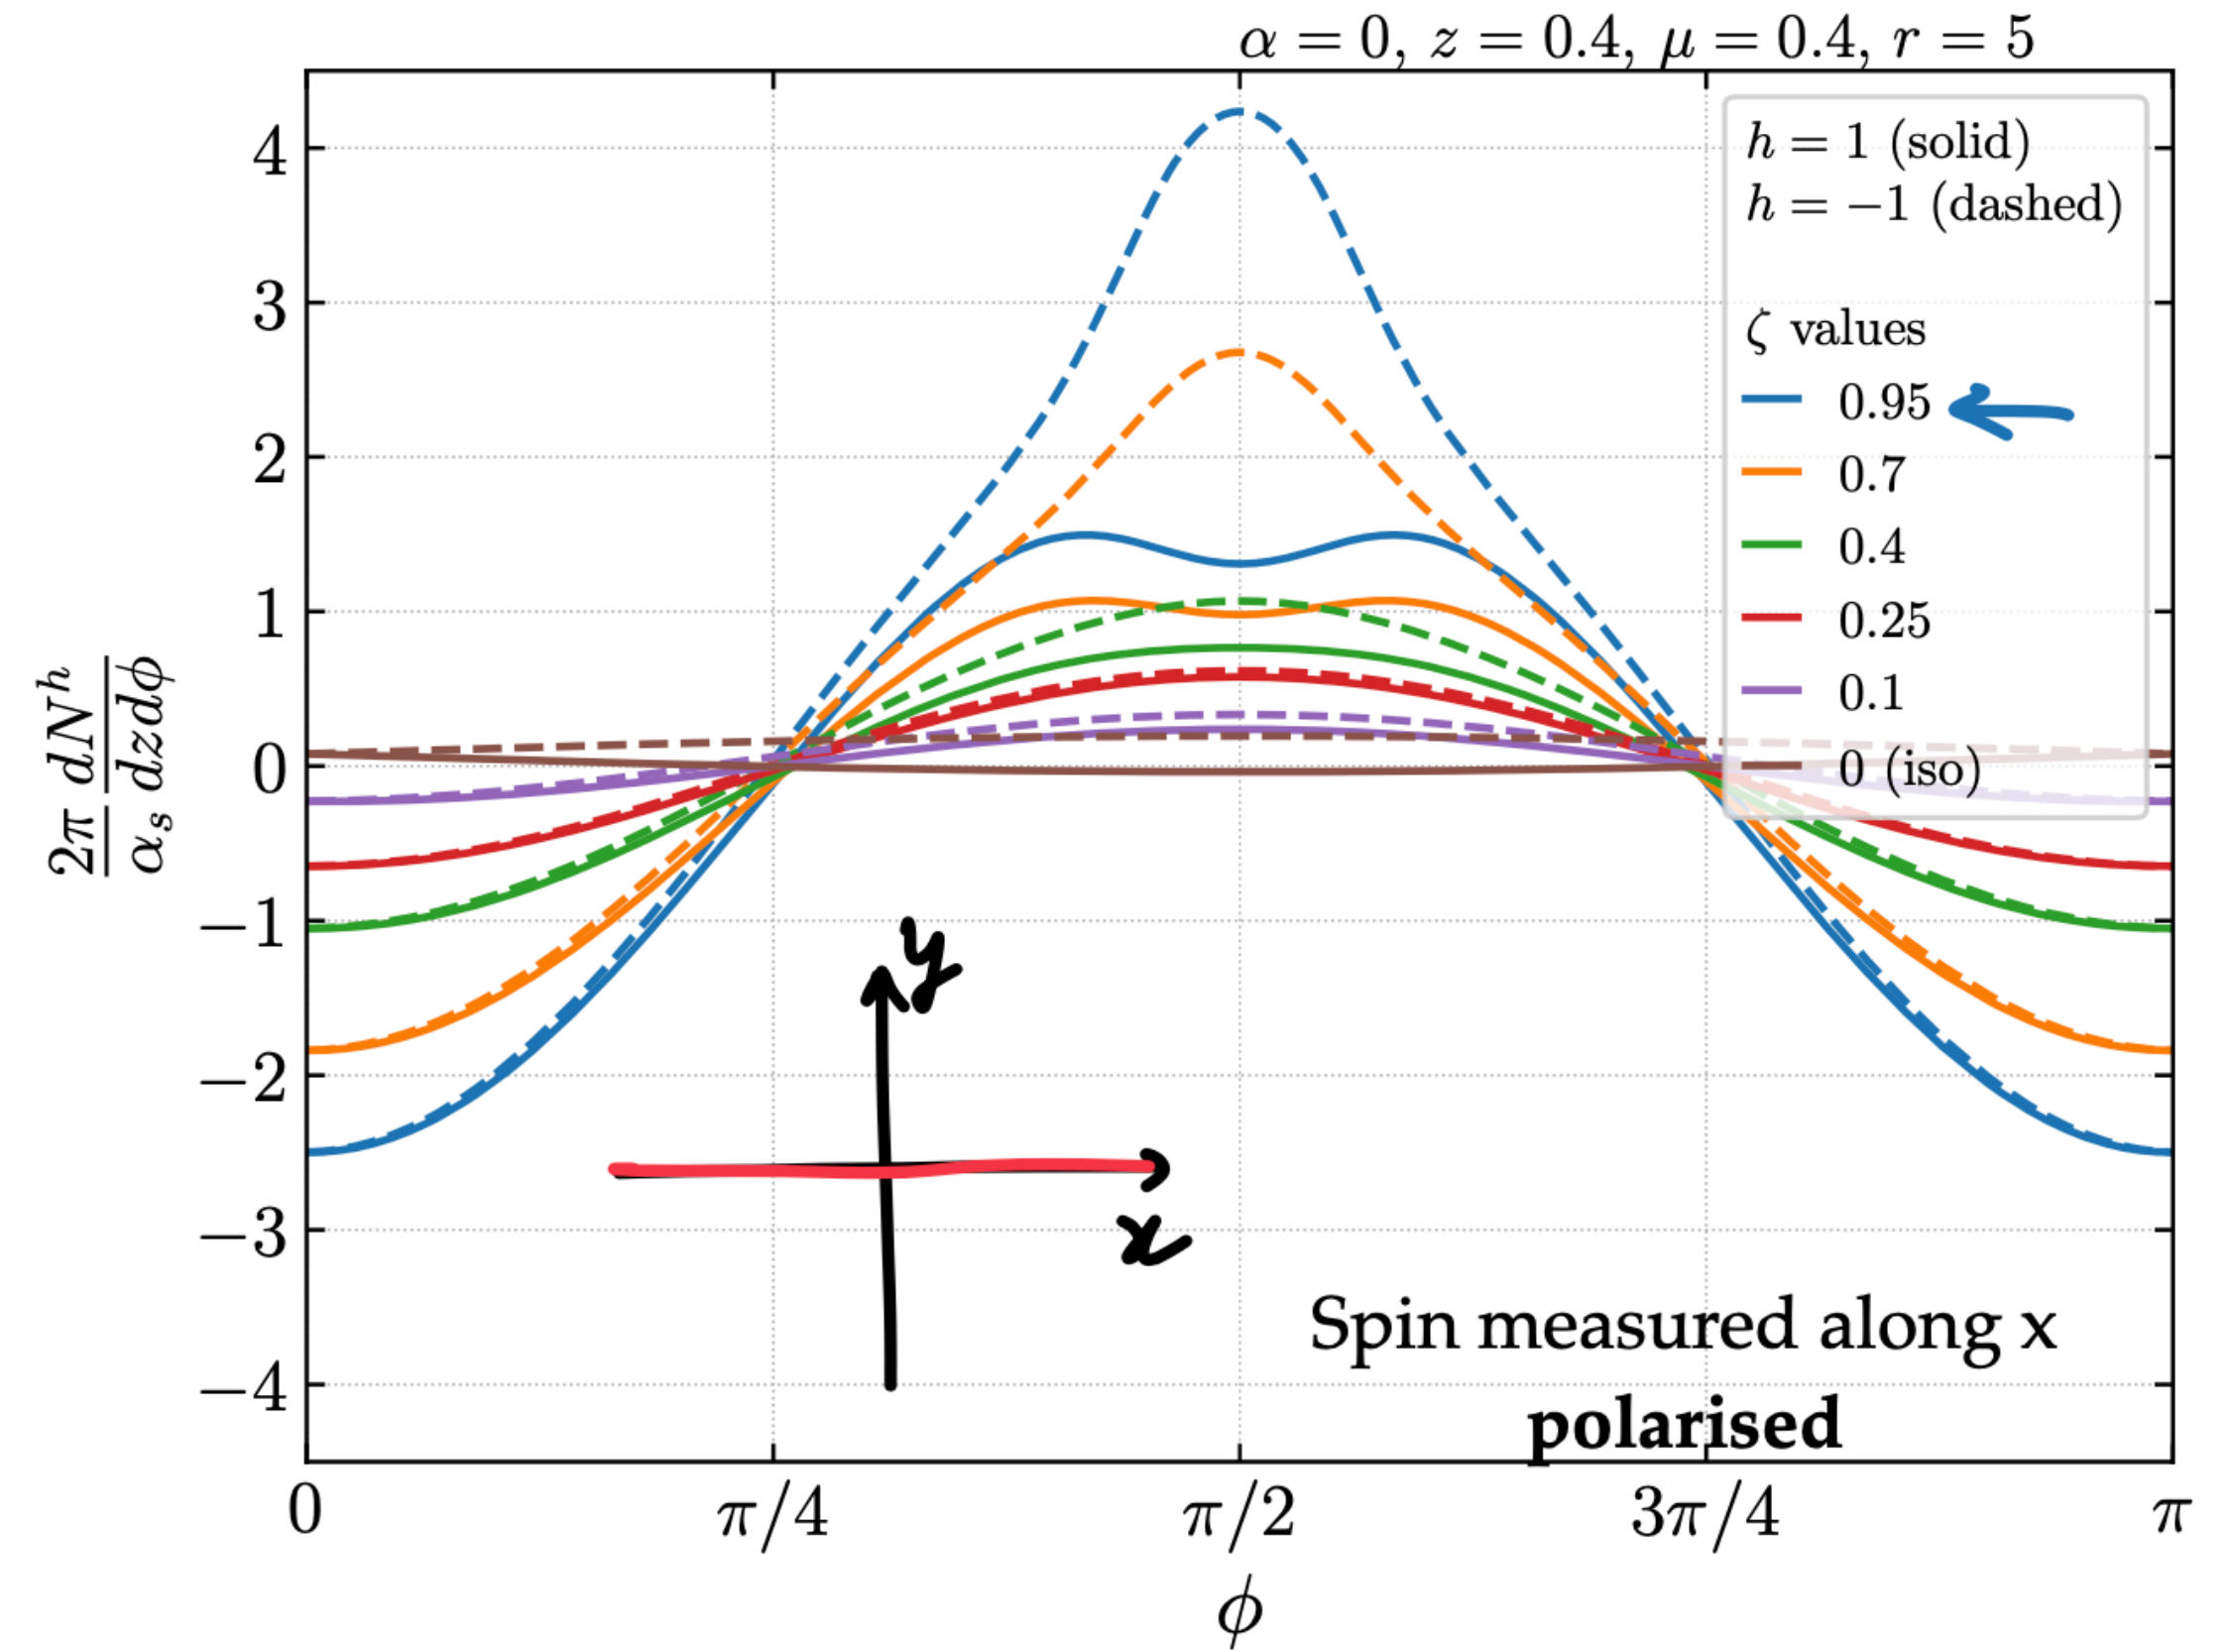 α = 0, z = 0.4, μ = 0.4, r = 5
h = 1 (solid)
h = −1 (dashed)
ζ values
0.95
0.7
0.4
0.25
0.1
0 (iso)
4
3
2
1
0
−1
−2
−3
−4
2π/α_s dN^h/dzdϕ
y
x
Spin measured along x
polarised
0 π/4 π/2 3π/4 π
ϕ